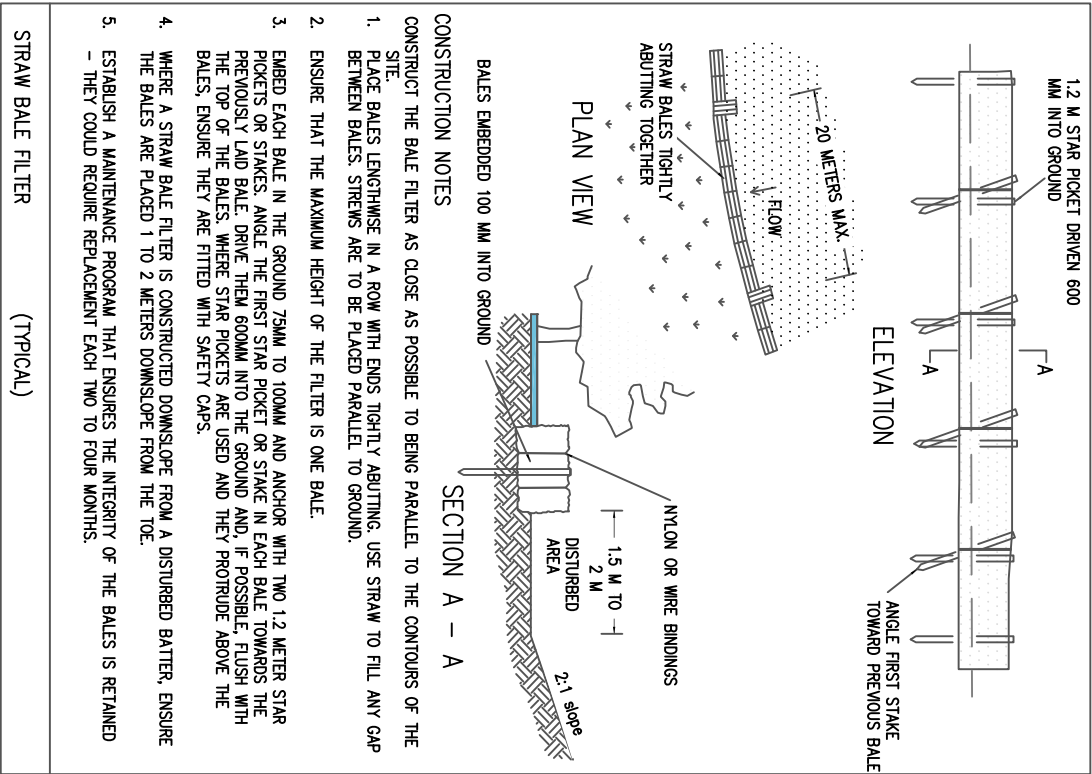 1.2 M STAR PICKET DRIVEN 600
MM INTO GROUND
A
A
ANGLE FIRST STAKE
TOWARD PREVIOUS BALE
ELEVATION
20 METERS MAX.
FLOW
STRAW BALES TIGHTLY
ABUTTING TOGETHER
PLAN VIEW
NYLON OR WIRE BINDINGS
1.5 M TO
2 M
DISTURBED
AREA
2:1 slope
BALES EMBEDDED 100 MM INTO GROUND
SECTION A - A
CONSTRUCTION NOTES
CONSTRUCT THE BALE FILTER AS CLOSE AS POSSIBLE TO BEING PARALLEL TO THE CONTOURS OF THE
SITE.
1. PLACE BALES LENGTHWISE IN A ROW WITH ENDS TIGHTLY ABUTTING. USE STRAW TO FILL ANY GAP
BETWEEN BALES. STREWS ARE TO BE PLACED PARALLEL TO GROUND.
2. ENSURE THAT THE MAXIMUM HEIGHT OF THE FILTER IS ONE BALE.
3. EMBED EACH BALE IN THE GROUND 75MM TO 100MM AND ANCHOR WITH TWO 1.2 METER STAR
PICKETS OR STAKES. ANGLE THE FIRST STAR PICKET OR STAKE IN EACH BALE TOWARDS THE
PREVIOUSLY LAID BALE. DRIVE THEM 600MM INTO THE GROUND AND, IF POSSIBLE, FLUSH WITH
THE TOP OF THE BALES. WHERE STAR PICKETS ARE USED AND THEY PROTRUDE ABOVE THE
BALES, ENSURE THEY ARE FITTED WITH SAFETY CAPS.
4. WHERE A STRAW BALE FILTER IS CONSTRUCTED DOWNSLOPE FROM A DISTURBED BATTER, ENSURE
THE BALES ARE PLACED 1 TO 2 METERS DOWNSLOPE FROM THE TOE.
5. ESTABLISH A MAINTENANCE PROGRAM THAT ENSURES THE INTEGRITY OF THE BALES IS RETAINED
- THEY COULD REQUIRE REPLACEMENT EACH TWO TO FOUR MONTHS.
STRAW BALE FILTER (TYPICAL)